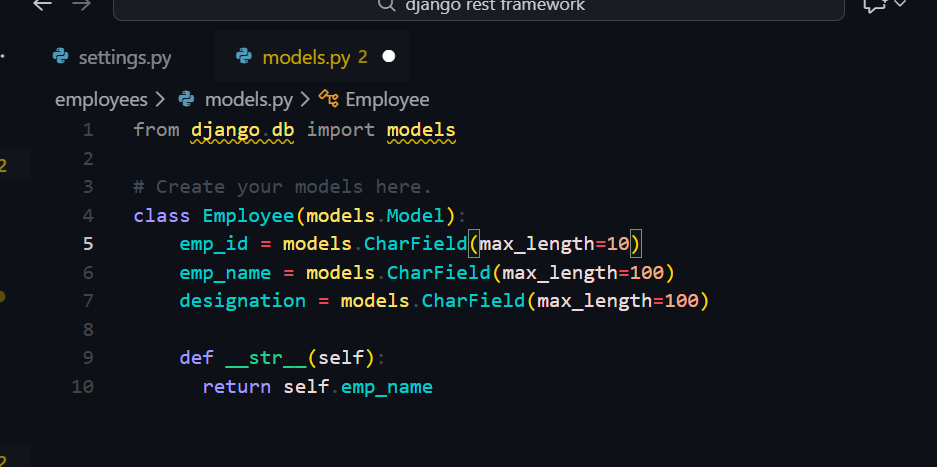 django rest framework
settings.py models.py 2
employees > models.py > Employee
1 from django.db import models
2
3 # Create your models here.
4 class Employee(models.Model):
5 emp_id = models.CharField(max_length=10)
6 emp_name = models.CharField(max_length=100)
7 designation = models.CharField(max_length=100)
8
9 def __str__(self):
10 return self.emp_name
2
2